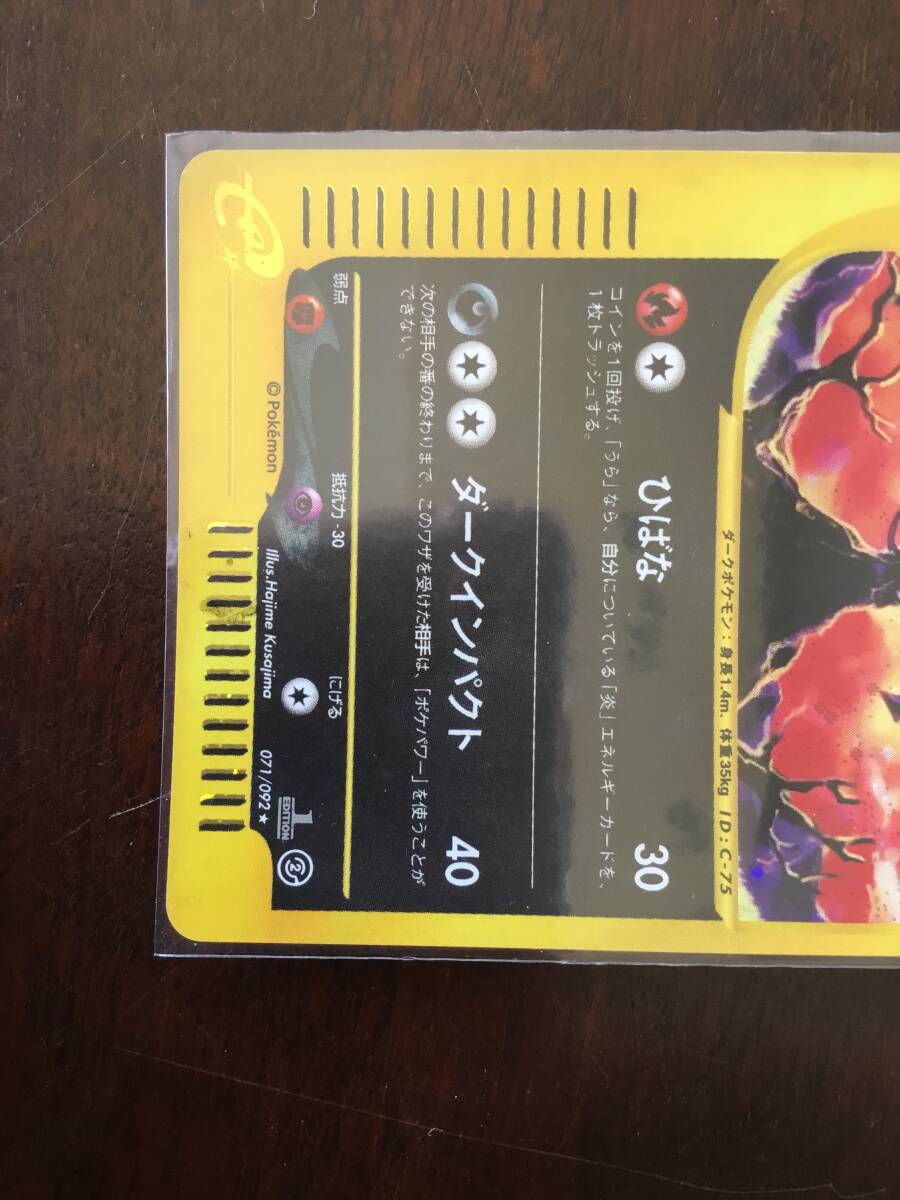 ダークポケモン：身長1.4m、体重35kg ID：C-75
ひばな 30
コインを1回投げ、「うら」なら、自分についている「炎」エネルギーカードを、
1枚トラッシュする。
ダークインパクト 40
次の相手の番の終わりまで、このワザを受けた相手は、「ポケパワー」を使うことが
できない。
弱点 抵抗力-30 にげる
© Pokémon Illus.Hajime Kusajima 071/092★
1
EDITION
2